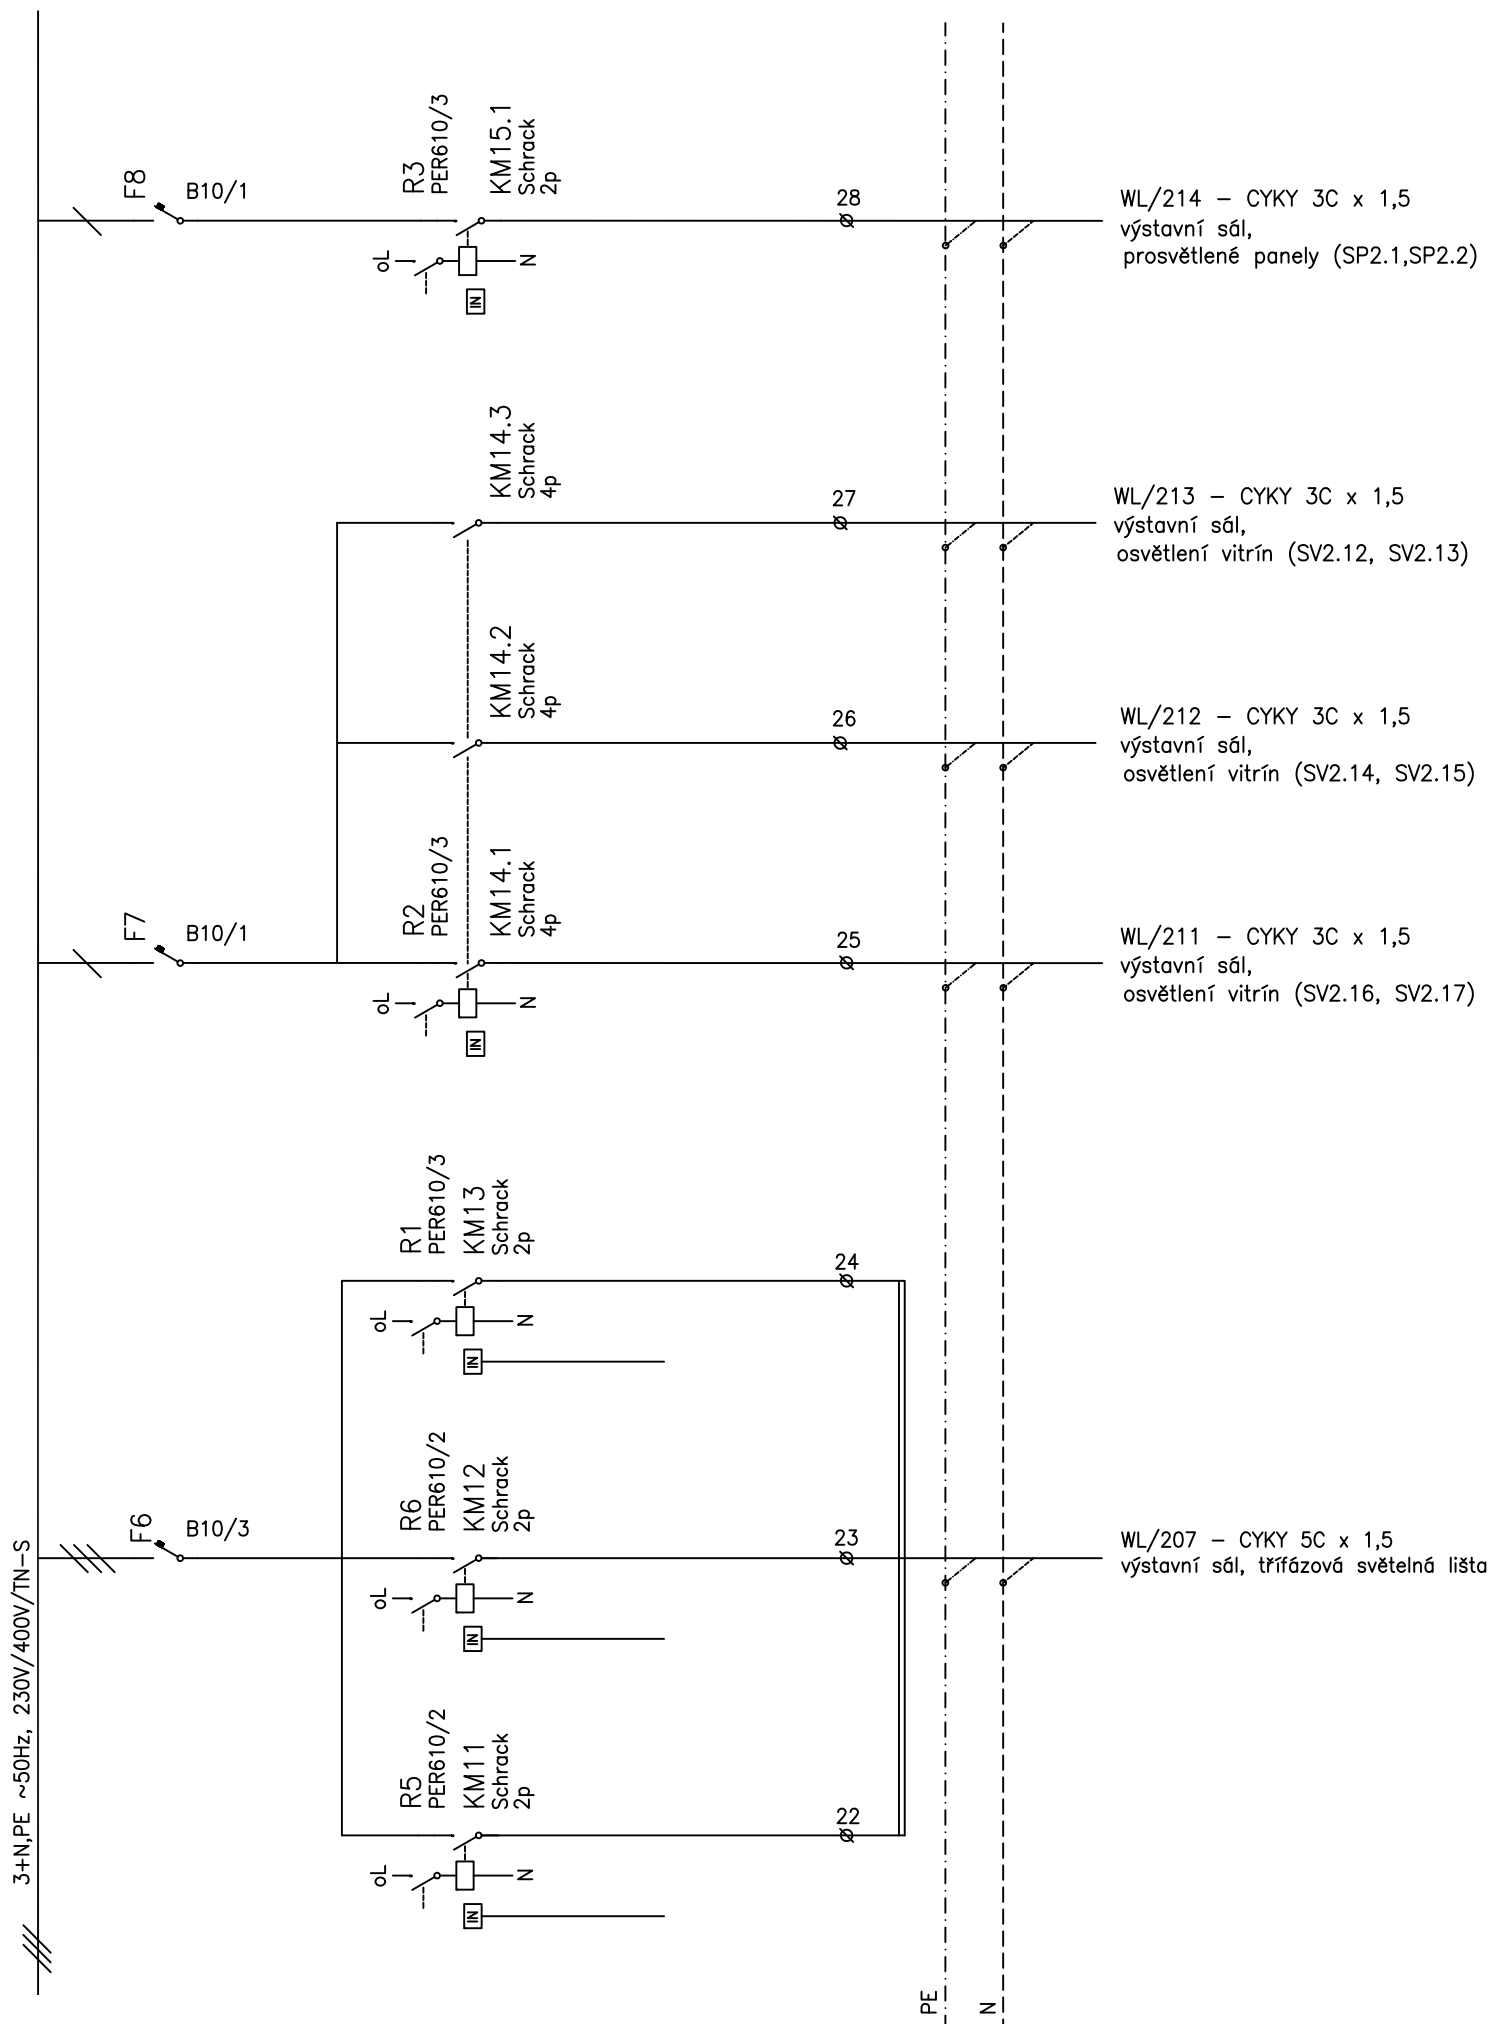 3+N,PE ~50Hz, 230V/400V/TN-S
F8
B10/1
R3
PER610/3
KM15.1
Schrack
2p
oL
N
IN
28
WL/214 - CYKY 3C x 1,5
výstavní sál,
prosvětlené panely (SP2.1,SP2.2)
KM14.3
Schrack
4p
27
WL/213 - CYKY 3C x 1,5
výstavní sál,
osvětlení vitrín (SV2.12, SV2.13)
KM14.2
Schrack
4p
26
WL/212 - CYKY 3C x 1,5
výstavní sál,
osvětlení vitrín (SV2.14, SV2.15)
F7
B10/1
R2
PER610/3
KM14.1
Schrack
4p
oL
N
IN
25
WL/211 - CYKY 3C x 1,5
výstavní sál,
osvětlení vitrín (SV2.16, SV2.17)
R1
PER610/3
KM13
Schrack
2p
oL
N
IN
24
F6
B10/3
R6
PER610/2
KM12
Schrack
2p
oL
N
IN
23
WL/207 - CYKY 5C x 1,5
výstavní sál, třífázová světelná lišta
R5
PER610/2
KM11
Schrack
2p
oL
N
IN
22
PE
N